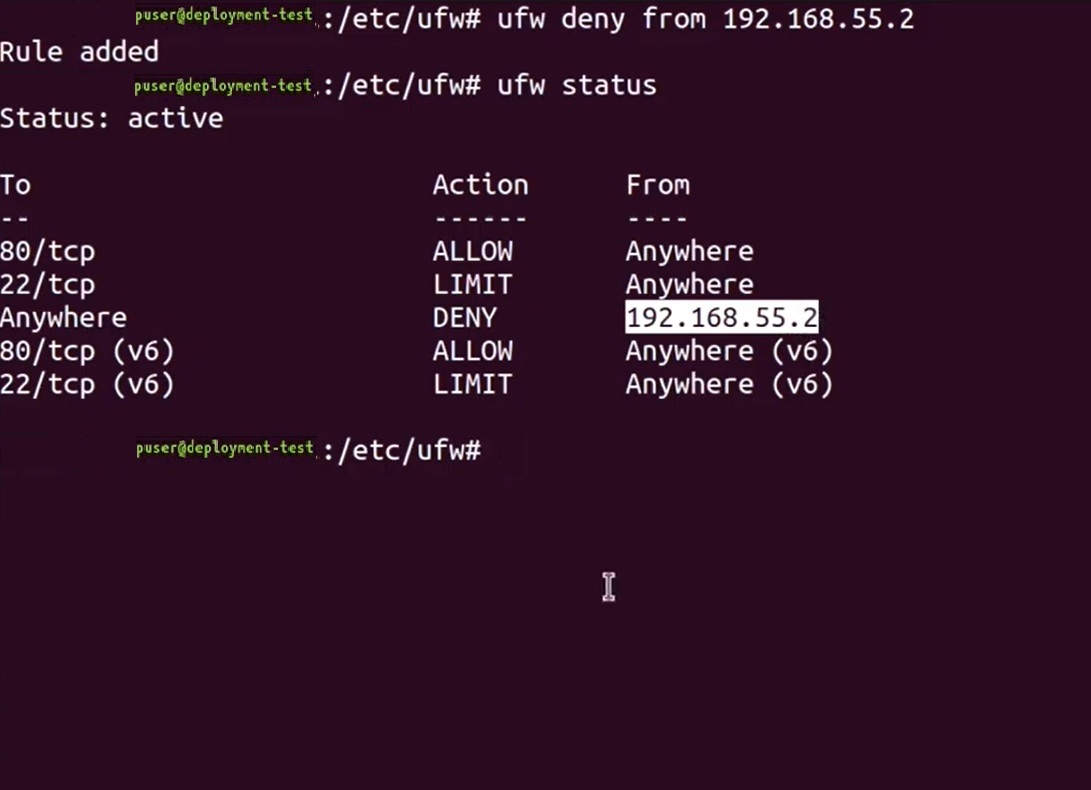 puser@deployment-test:/etc/ufw# ufw deny from 192.168.55.2
Rule added
puser@deployment-test:/etc/ufw# ufw status
Status: active
To Action From
-- ------ ----
80/tcp ALLOW Anywhere
22/tcp LIMIT Anywhere
Anywhere DENY 192.168.55.2
80/tcp (v6) ALLOW Anywhere (v6)
22/tcp (v6) LIMIT Anywhere (v6)
puser@deployment-test:/etc/ufw#